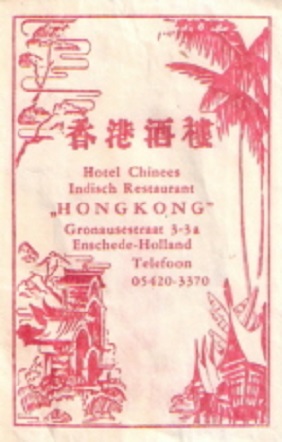 香港酒樓
Hotel Chinees
Indisch Restaurant
„HONGKONG"
Gronausestraat 3-3a
Enschede-Holland
Telefoon
05420-3370